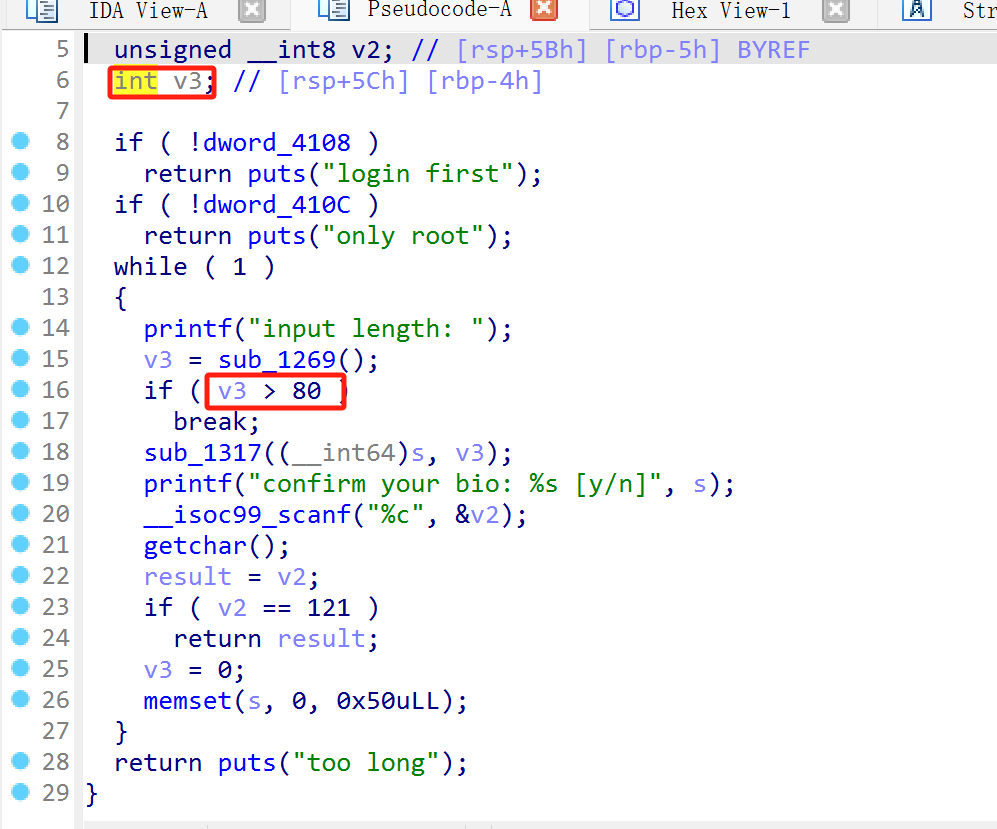 IDA View-A Pseudocode-A Hex View-1 Str
5 unsigned __int8 v2; // [rsp+5Bh] [rbp-5h] BYREF
6 int v3; // [rsp+5Ch] [rbp-4h]
7
8 if ( !dword_4108 )
9 return puts("login first");
10 if ( !dword_410C )
11 return puts("only root");
12 while ( 1 )
13 {
14 printf("input length: ");
15 v3 = sub_1269();
16 if ( v3 > 80 )
17 break;
18 sub_1317((__int64)s, v3);
19 printf("confirm your bio: %s [y/n]", s);
20 __isoc99_scanf("%c", &v2);
21 getchar();
22 result = v2;
23 if ( v2 == 121 )
24 return result;
25 v3 = 0;
26 memset(s, 0, 0x50uLL);
27 }
28 return puts("too long");
29 }